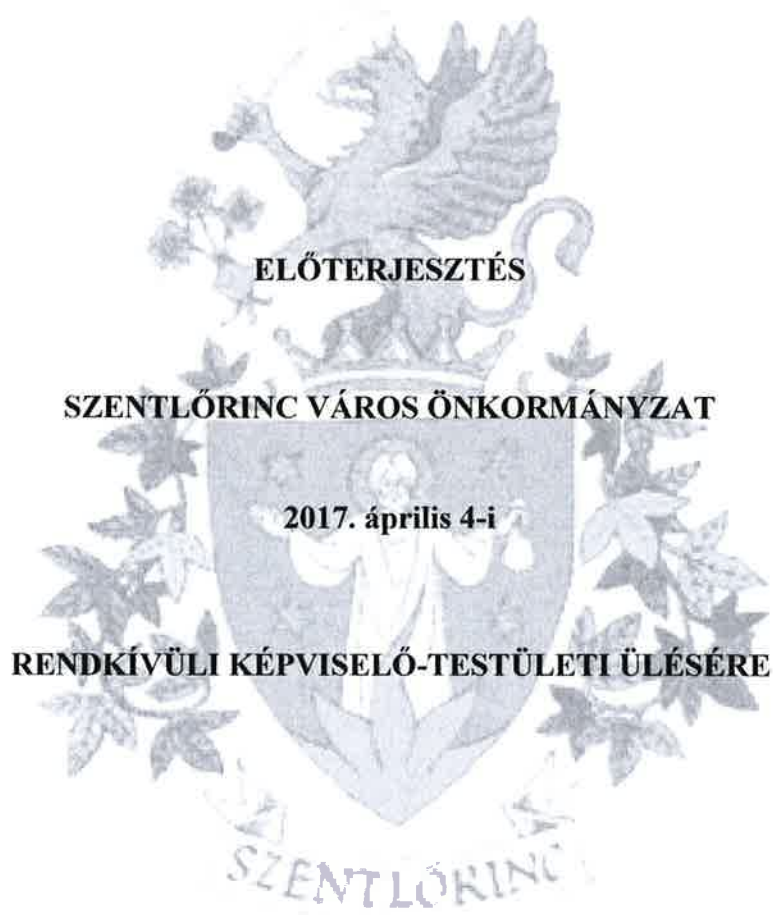 ELŐTERJESZTÉS
SZENTLŐRINC VÁROS ÖNKORMÁNYZAT
2017. április 4-i
RENDKÍVÜLI KÉPVISELŐ-TESTÜLETI ÜLÉSÉRE
SZENTLŐRINC